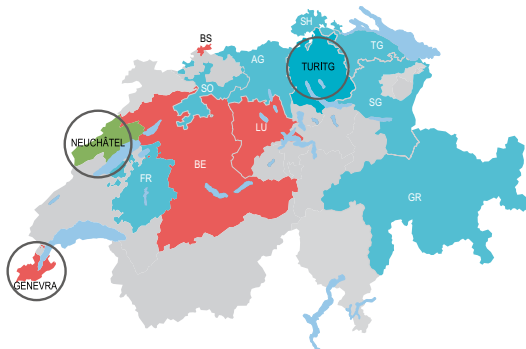 SH
BS
AG
TG
TURITG
SO
SG
LU
NEUCHÂTEL
BE
FR
GR
GENEVRA